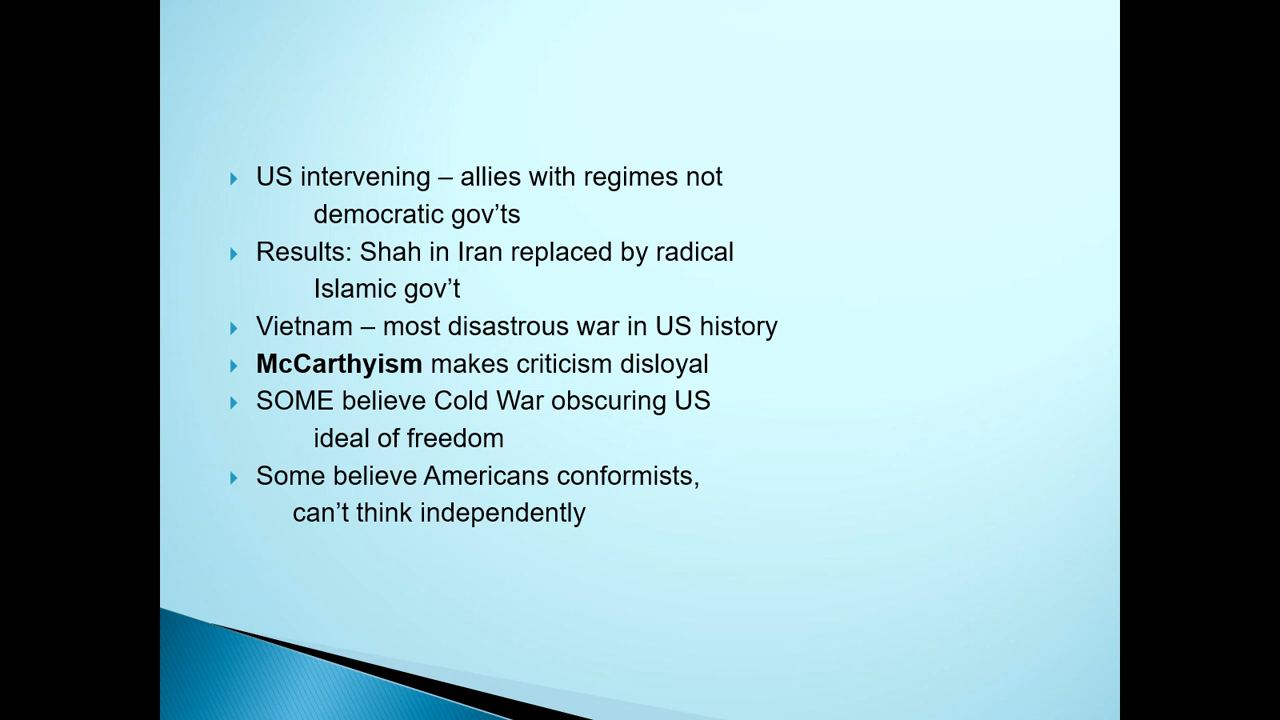 US intervening – allies with regimes not
democratic gov’ts
Results: Shah in Iran replaced by radical
Islamic gov’t
Vietnam – most disastrous war in US history
McCarthyism makes criticism disloyal
SOME believe Cold War obscuring US
ideal of freedom
Some believe Americans conformists,
can’t think independently